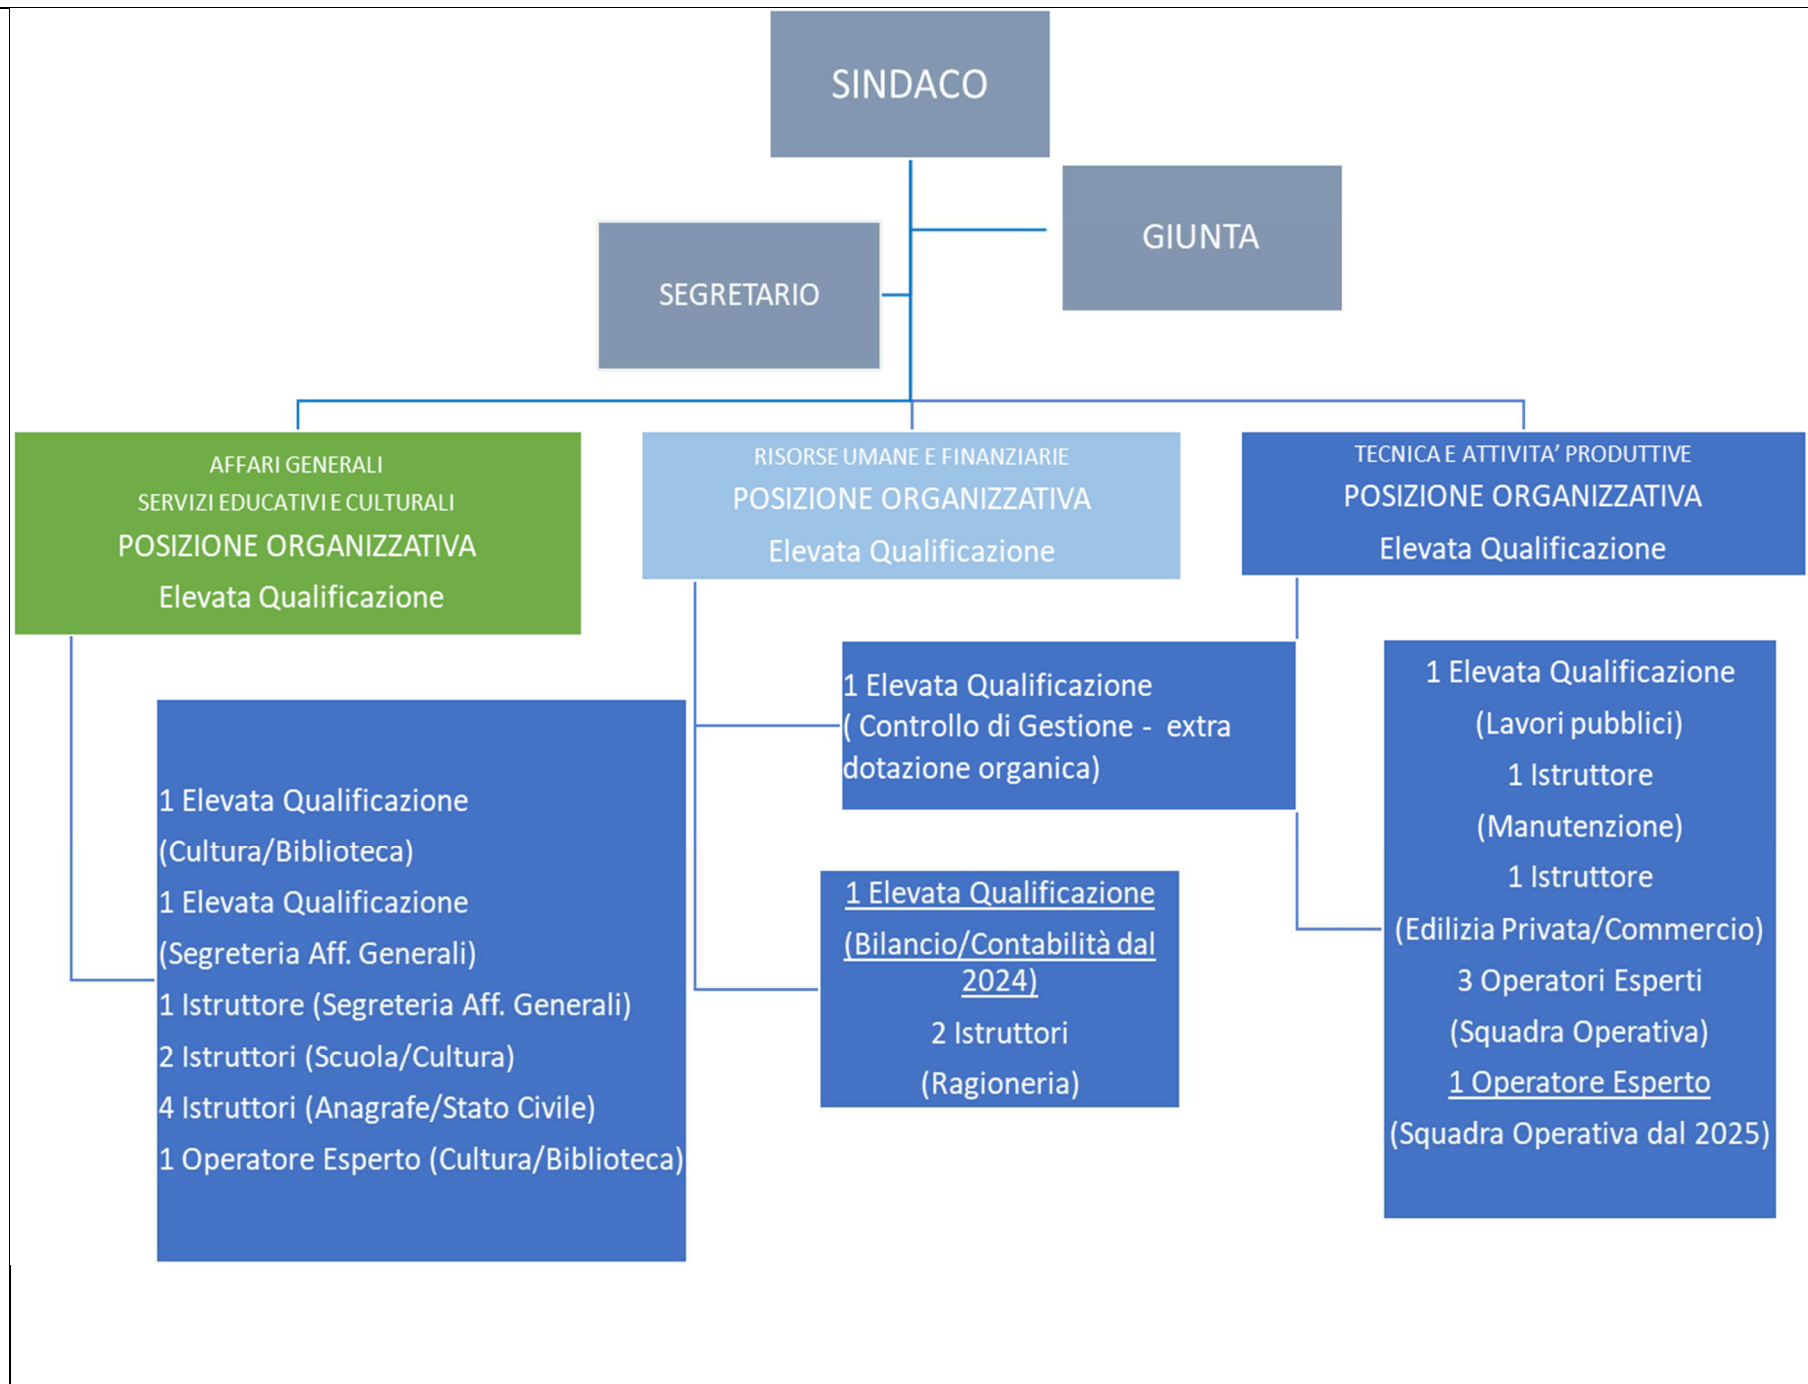 SINDACO
GIUNTA
SEGRETARIO
AFFARI GENERALI
SERVIZI EDUCATIVI E CULTURALI
POSIZIONE ORGANIZZATIVA
Elevata Qualificazione
RISORSE UMANE E FINANZIARIE
POSIZIONE ORGANIZZATIVA
Elevata Qualificazione
TECNICA E ATTIVITA’ PRODUTTIVE
POSIZIONE ORGANIZZATIVA
Elevata Qualificazione
1 Elevata Qualificazione
(Cultura/Biblioteca)
1 Elevata Qualificazione
(Segreteria Aff. Generali)
1 Istruttore (Segreteria Aff. Generali)
2 Istruttori (Scuola/Cultura)
4 Istruttori (Anagrafe/Stato Civile)
1 Operatore Esperto (Cultura/Biblioteca)
1 Elevata Qualificazione
( Controllo di Gestione - extra
dotazione organica)
1 Elevata Qualificazione
(Bilancio/Contabilità dal
2024)
2 Istruttori
(Ragioneria)
1 Elevata Qualificazione
(Lavori pubblici)
1 Istruttore
(Manutenzione)
1 Istruttore
(Edilizia Privata/Commercio)
3 Operatori Esperti
(Squadra Operativa)
1 Operatore Esperto
(Squadra Operativa dal 2025)